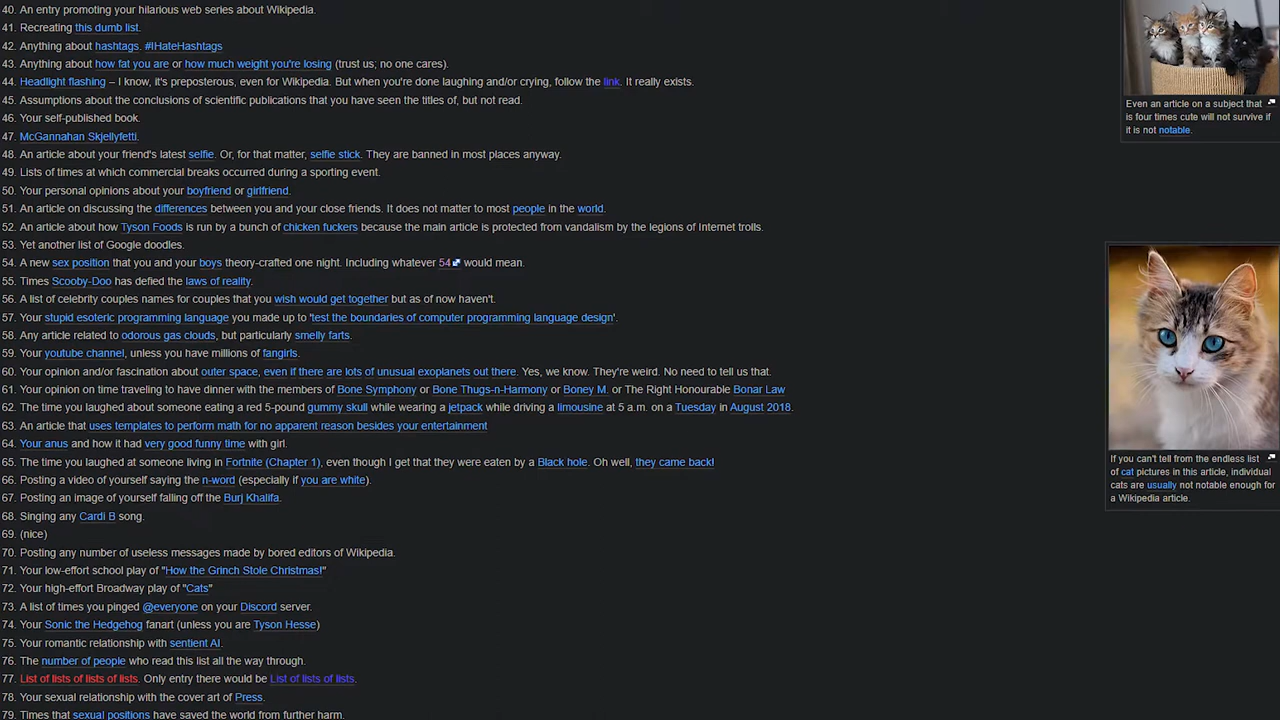 40. An entry promoting your hilarious web series about Wikipedia.
41. Recreating this dumb list.
42. Anything about hashtags. #IHateHashtags
43. Anything about how fat you are or how much weight you're losing (trust us; no one cares).
44. Headlight flashing – I know, it's preposterous, even for Wikipedia. But when you're done laughing and/or crying, follow the link. It really exists.
45. Assumptions about the conclusions of scientific publications that you have seen the titles of, but not read.
46. Your self-published book.
47. McGannahan Skjellyfetti.
48. An article about your friend's latest selfie. Or, for that matter, selfie stick. They are banned in most places anyway.
49. Lists of times at which commercial breaks occurred during a sporting event.
50. Your personal opinions about your boyfriend or girlfriend.
51. An article on discussing the differences between you and your close friends. It does not matter to most people in the world.
52. An article about how Tyson Foods is run by a bunch of chicken fuckers because the main article is protected from vandalism by the legions of Internet trolls.
53. Yet another list of Google doodles.
54. A new sex position that you and your boys theory-crafted one night. Including whatever 54 would mean.
55. Times Scooby-Doo has defied the laws of reality.
56. A list of celebrity couples names for couples that you wish would get together but as of now haven't.
57. Your stupid esoteric programming language you made up to 'test the boundaries of computer programming language design'.
58. Any article related to odorous gas clouds, but particularly smelly farts.
59. Your youtube channel, unless you have millions of fangirls.
60. Your opinion and/or fascination about outer space, even if there are lots of unusual exoplanets out there. Yes, we know. They're weird. No need to tell us that.
61. Your opinion on time traveling to have dinner with the members of Bone Symphony or Bone Thugs-n-Harmony or Boney M. or The Right Honourable Bonar Law
62. The time you laughed about someone eating a red 5-pound gummy skull while wearing a jetpack while driving a limousine at 5 a.m. on a Tuesday in August 2018.
63. An article that uses templates to perform math for no apparent reason besides your entertainment
64. Your anus and how it had very good funny time with girl.
65. The time you laughed at someone living in Fortnite (Chapter 1), even though I get that they were eaten by a Black hole. Oh well, they came back!
66. Posting a video of yourself saying the n-word (especially if you are white).
67. Posting an image of yourself falling off the Burj Khalifa.
68. Singing any Cardi B song.
69. (nice)
70. Posting any number of useless messages made by bored editors of Wikipedia.
71. Your low-effort school play of "How the Grinch Stole Christmas!"
72. Your high-effort Broadway play of "Cats"
73. A list of times you pinged @everyone on your Discord server.
74. Your Sonic the Hedgehog fanart (unless you are Tyson Hesse)
75. Your romantic relationship with sentient AI.
76. The number of people who read this list all the way through.
77. List of lists of lists of lists. Only entry there would be List of lists of lists.
78. Your sexual relationship with the cover art of Press.
79. Times that sexual positions have saved the world from further harm.
Even an article on a subject that
is four times cute will not survive if
it is not notable.
If you can't tell from the endless list
of cat pictures in this article, individual
cats are usually not notable enough for
a Wikipedia article.